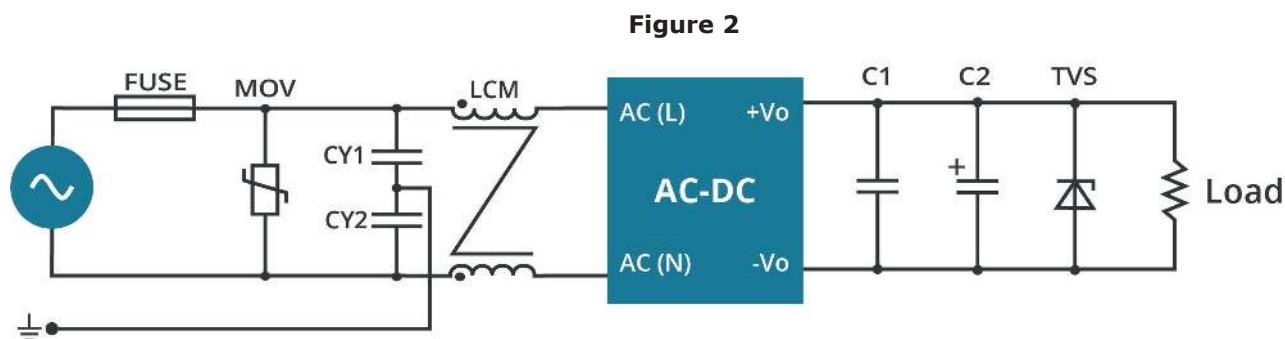 Figure 2
FUSE
MOV
LCM
CY1
CY2
AC (L)
+Vo
AC-DC
AC (N)
-Vo
C1
C2
TVS
+
Load